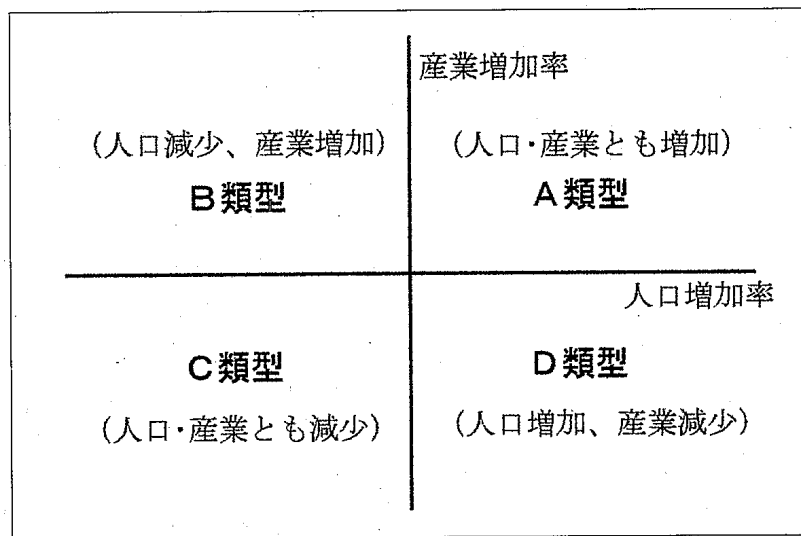 産業増加率
(人口減少、産業増加)
B類型
(人口・産業とも増加)
A類型
人口増加率
C類型
(人口・産業とも減少)
D類型
(人口増加、産業減少)